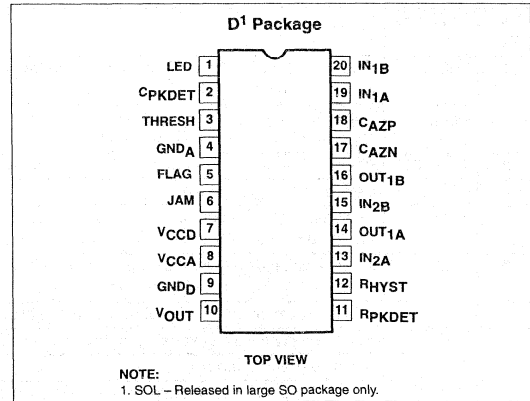 D1 Package
LED 1 20 IN1B
CPKDET 2 19 IN1A
THRESH 3 18 CAZP
GNDA 4 17 CAZN
FLAG 5 16 OUT1B
JAM 6 15 IN2B
VCCD 7 14 OUT1A
VCCA 8 13 IN2A
GNDD 9 12 RHYST
VOUT 10 11 RPKDET
TOP VIEW
NOTE:
1. SOL – Released in large SO package only.